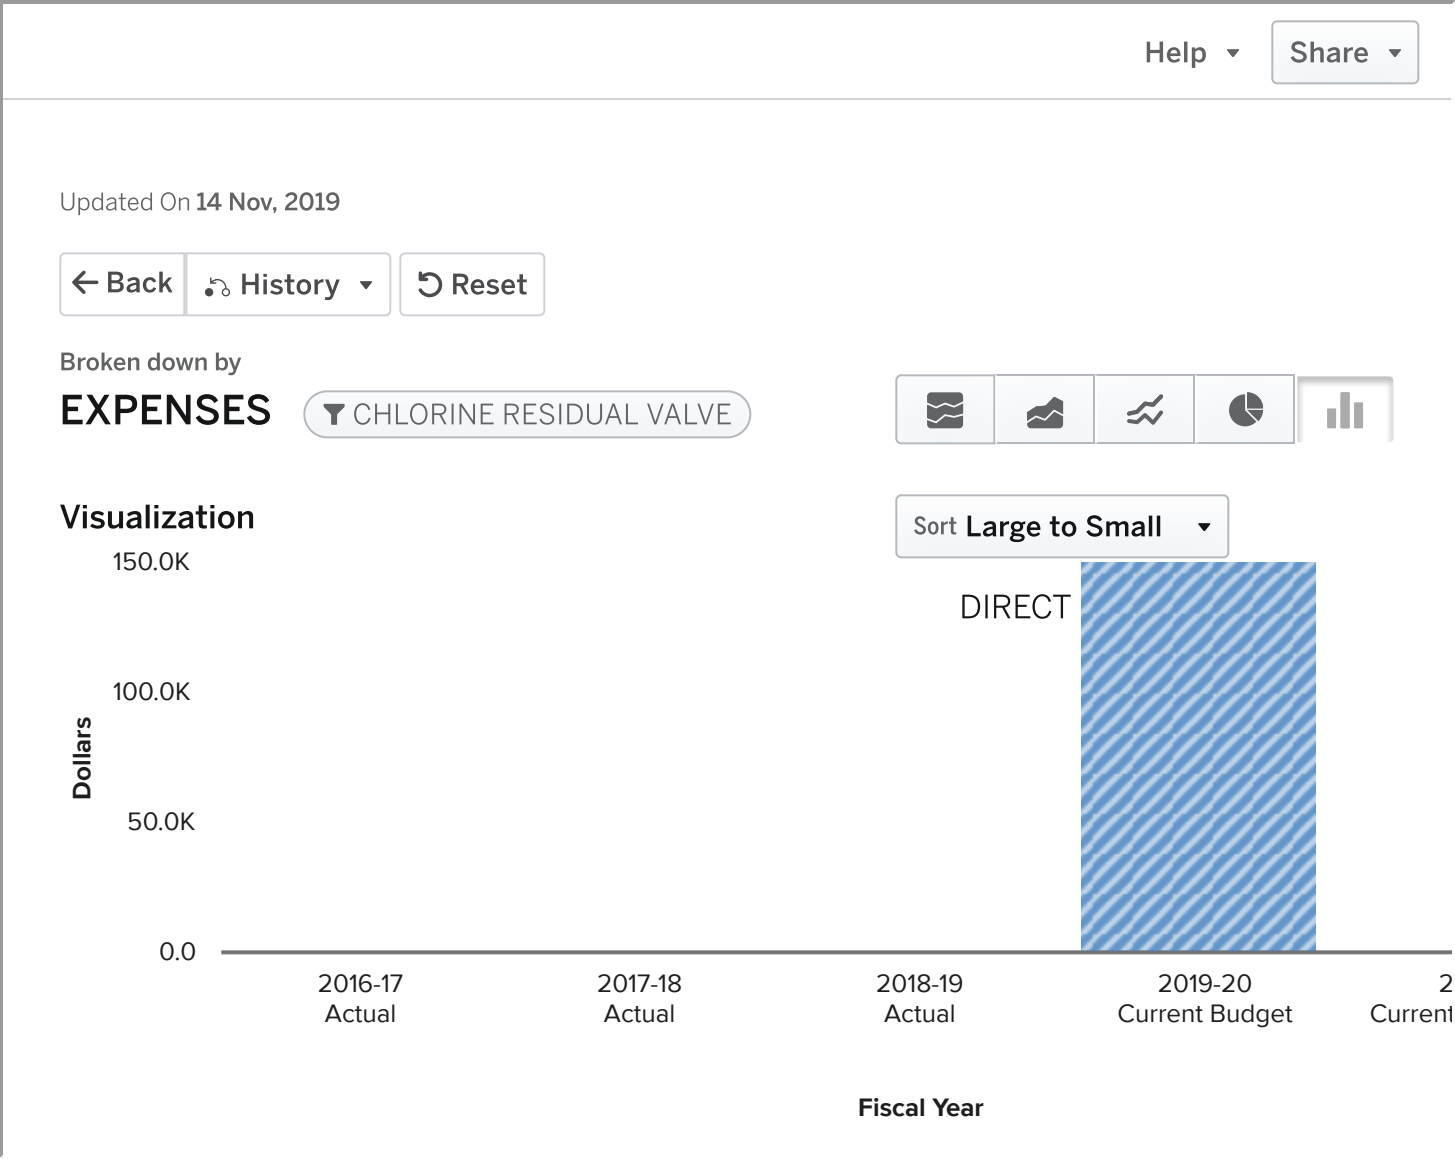 Help Share
Updated On 14 Nov, 2019
Back History Reset
Broken down by
EXPENSES CHLORINE RESIDUAL VALVE
Visualization
Sort Large to Small
150.0K
DIRECT
100.0K
Dollars
50.0K
0.0
2016-17 2017-18 2018-19 2019-20 2
Actual Actual Actual Current Budget Current
Fiscal Year